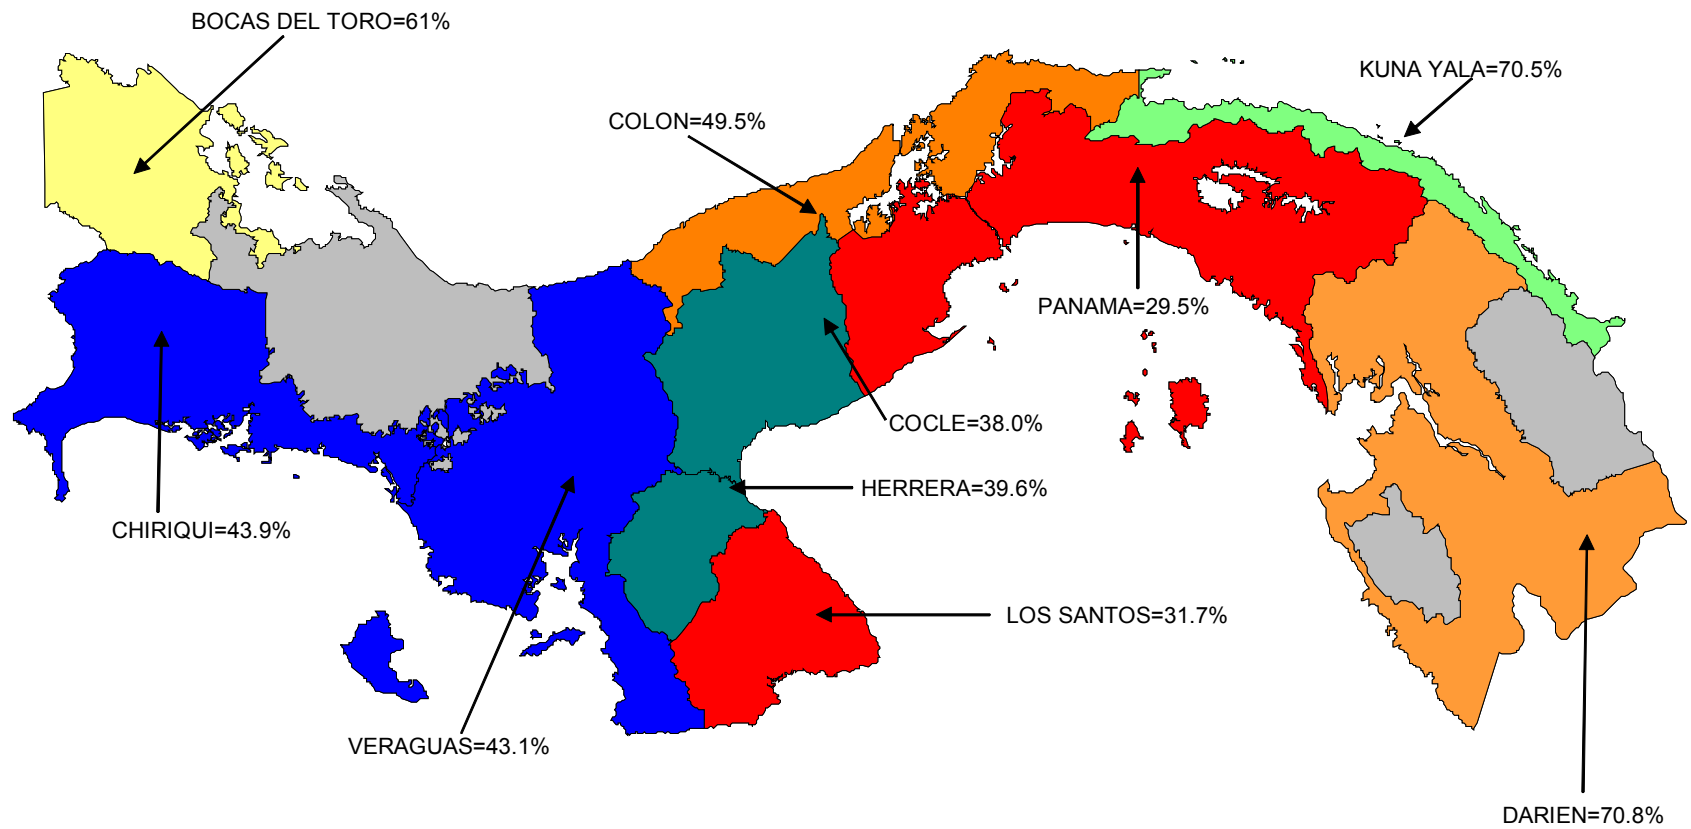 BOCAS DEL TORO=61%
KUNA YALA=70.5%
COLON=49.5%
PANAMA=29.5%
COCLE=38.0%
HERRERA=39.6%
CHIRIQUI=43.9%
LOS SANTOS=31.7%
VERAGUAS=43.1%
DARIEN=70.8%